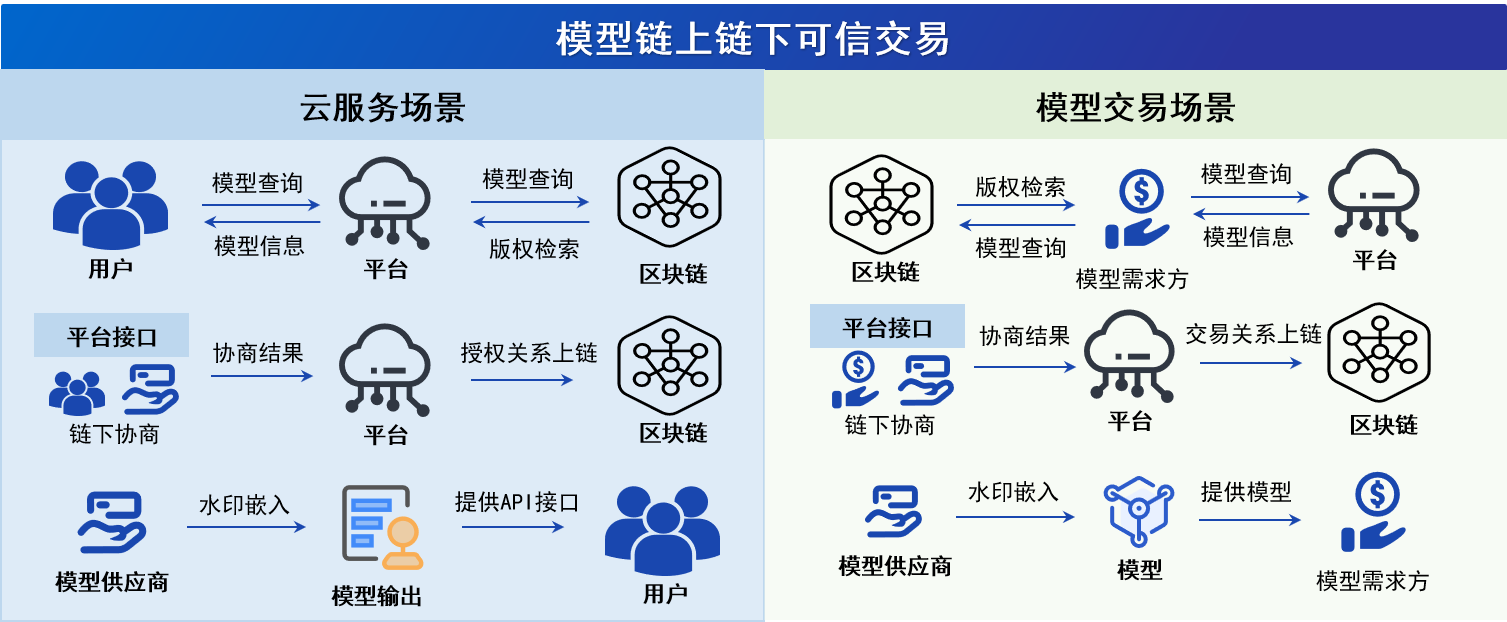 模型链上链下可信交易
云服务场景
模型查询
模型查询
模型信息
版权检索
用户
平台
区块链
平台接口
协商结果
授权关系上链
链下协商
平台
区块链
水印嵌入
提供API接口
模型供应商
模型输出
用户
模型交易场景
版权检索
模型查询
模型查询
模型信息
区块链
模型需求方
平台
平台接口
协商结果
交易关系上链
链下协商
平台
区块链
水印嵌入
提供模型
模型供应商
模型
模型需求方